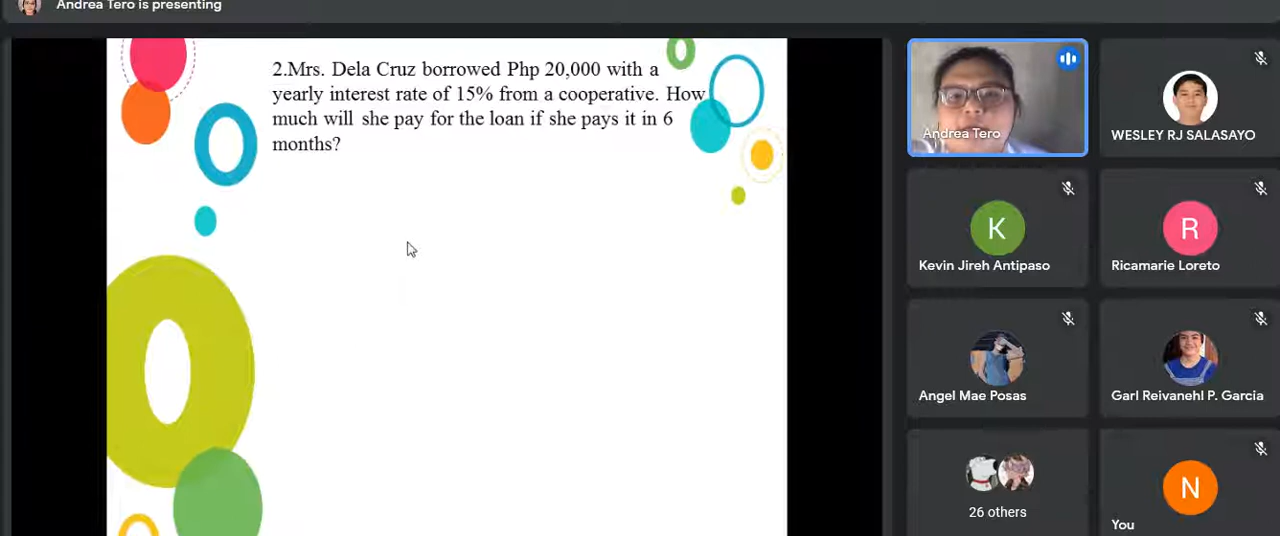 Andrea Tero is presenting
2.Mrs. Dela Cruz borrowed Php 20,000 with a
yearly interest rate of 15% from a cooperative. How
much will she pay for the loan if she pays it in 6
months?
Andrea Tero
WESLEY RJ SALASAYO
K
Kevin Jireh Antipaso
R
Ricamarie Loreto
Angel Mae Posas
Garl Reivanehl P. Garcia
26 others
N
You